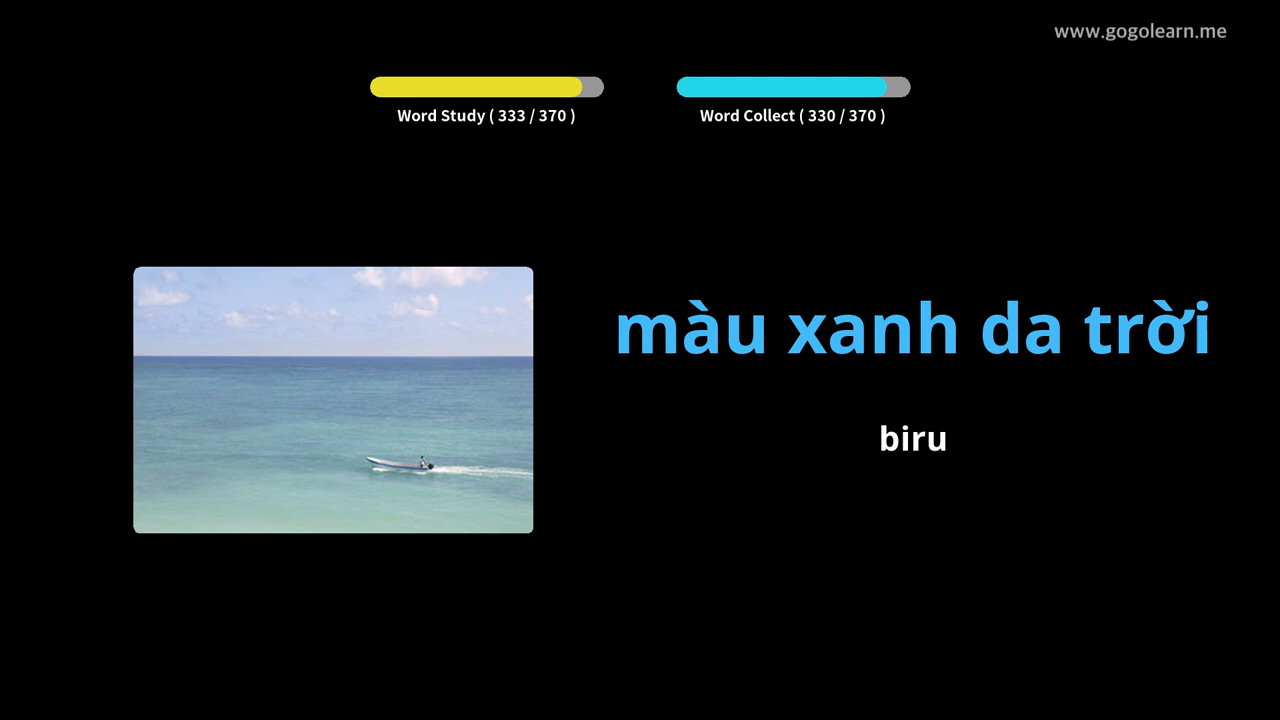 www.gogolearn.me
Word Study ( 333 / 370 )
Word Collect ( 330 / 370 )
màu xanh da trời
biru